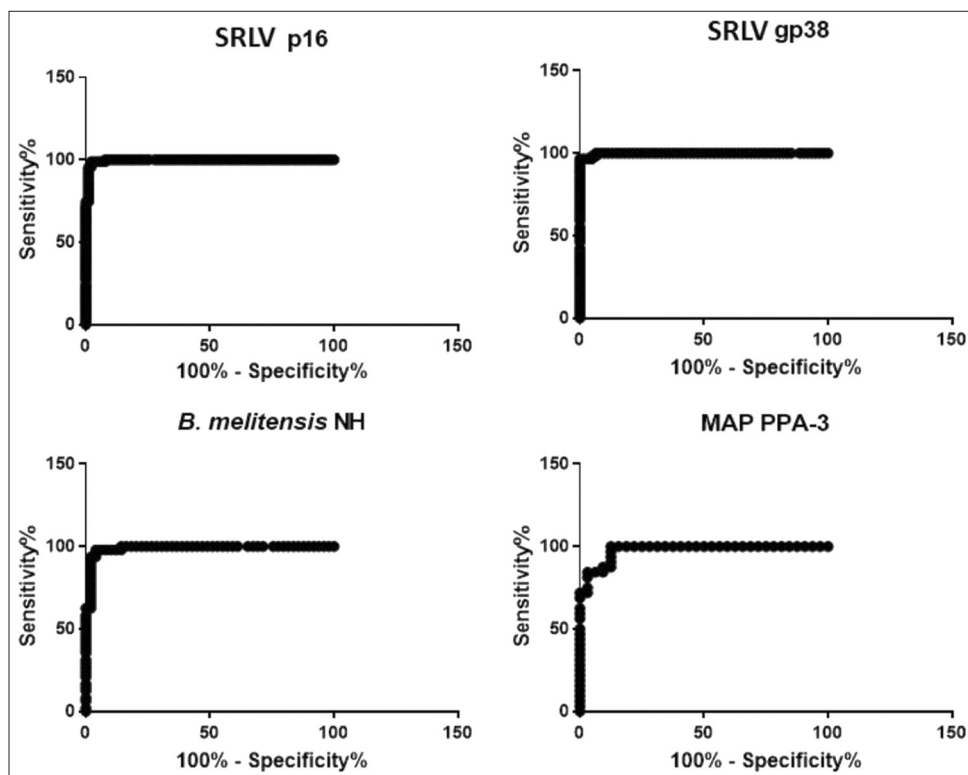 SRLV p16
150
100
50
0
Sensitivity%
0 50 100 150
100% - Specificity%
SRLV gp38
150
100
50
0
Sensitivity%
0 50 100 150
100% - Specificity%
B. melitensis NH
150
100
50
0
Sensitivity%
0 50 100 150
100% - Specificity%
MAP PPA-3
150
100
50
0
Sensitivity%
0 50 100 150
100% - Specificity%